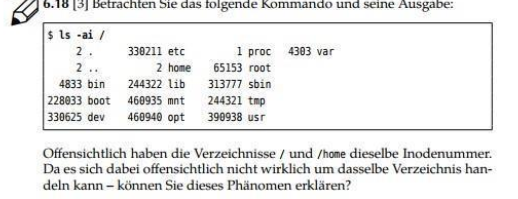 6.18 [3] Betrachten Sie das folgende Kommando und seine Ausgabe:
$ ls -ai /
2 . 330211 etc 1 proc 4303 var
2 .. 2 home 65153 root
4833 bin 244322 lib 313777 sbin
228033 boot 460935 mnt 244321 tmp
330625 dev 460940 opt 390938 usr
Offensichtlich haben die Verzeichnisse / und /home dieselbe Inodenummer.
Da es sich dabei offensichtlich nicht wirklich um dasselbe Verzeichnis han-
deln kann – können Sie dieses Phänomen erklären?